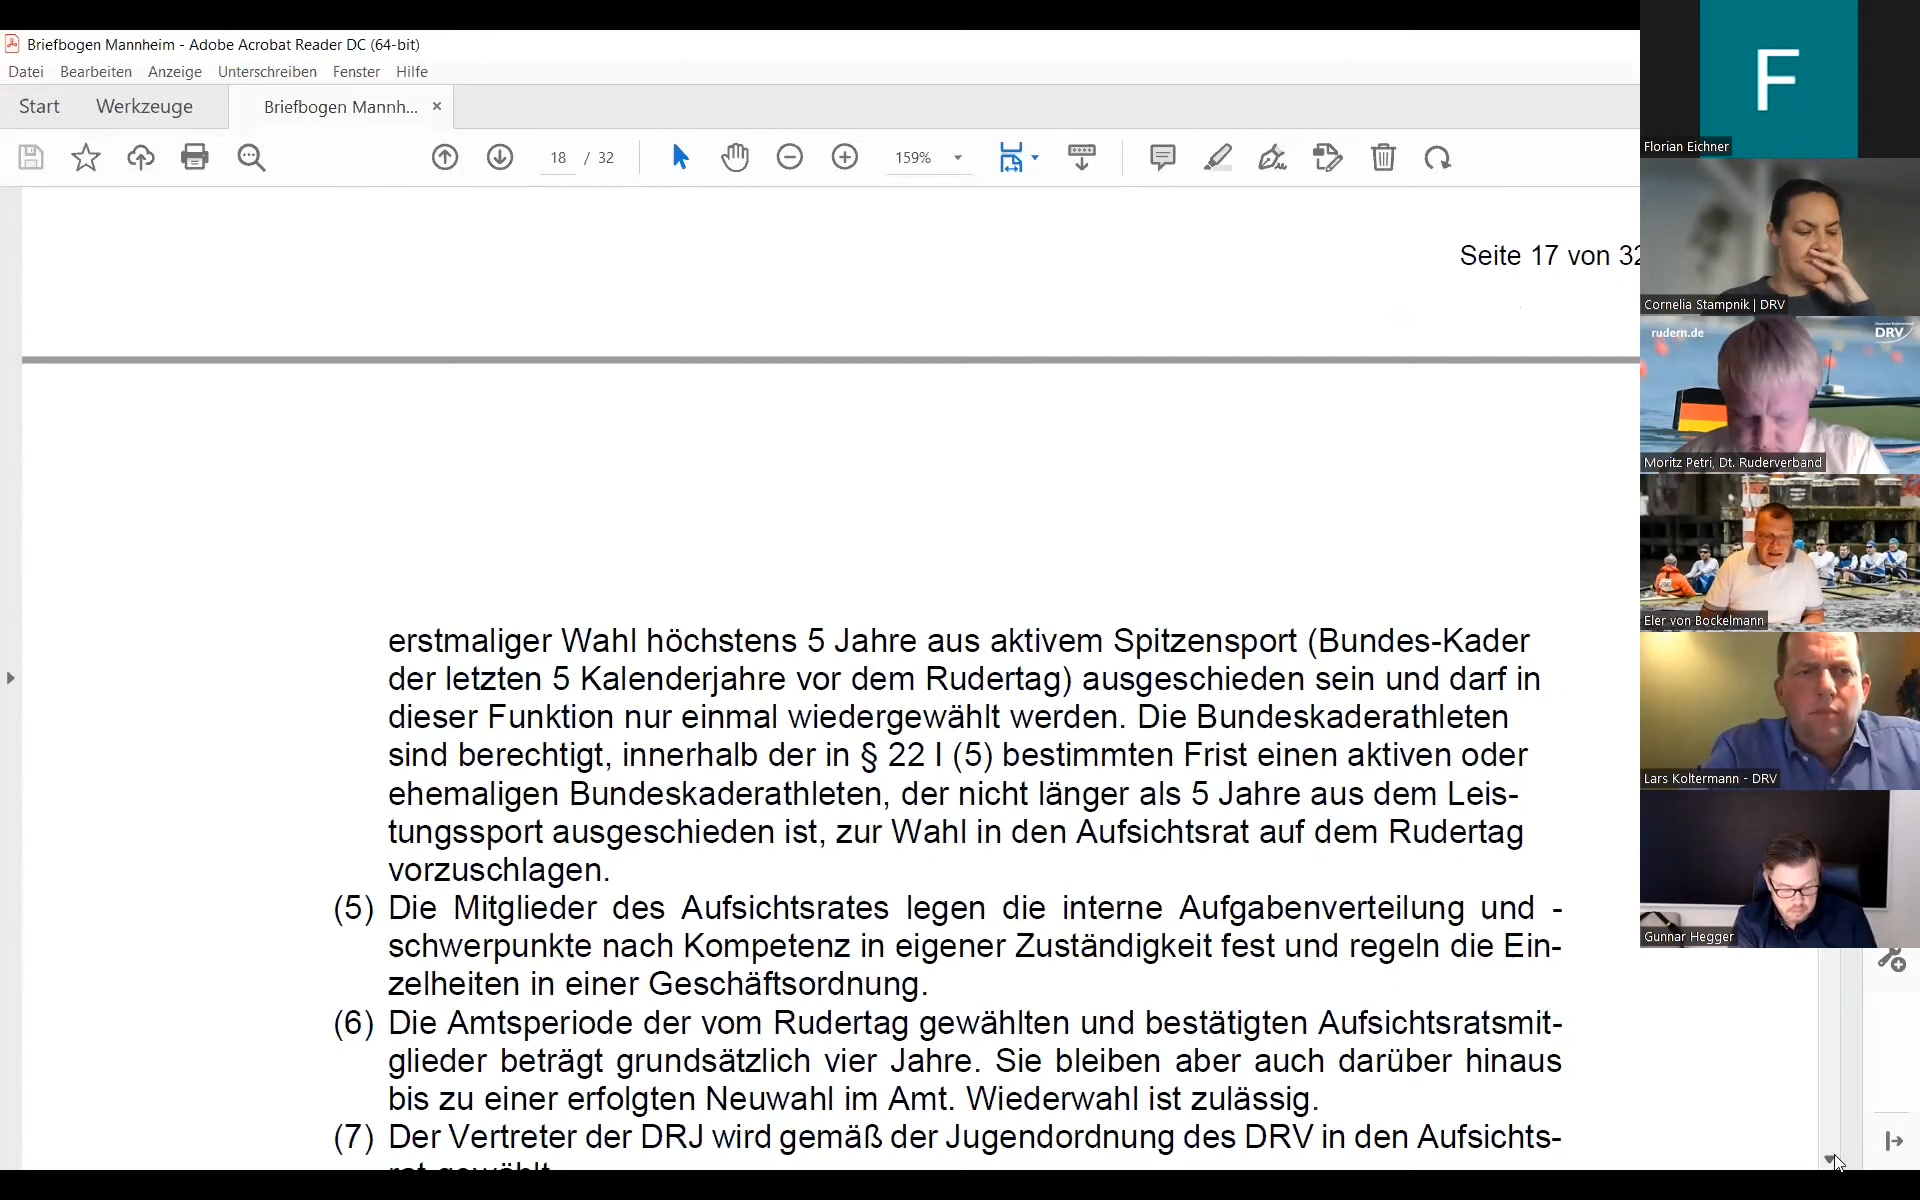 Briefbogen Mannheim - Adobe Acrobat Reader DC (64-bit)
Datei Bearbeiten Anzeige Unterschreiben Fenster Hilfe
Start Werkzeuge Briefbogen Mannh... ×
18 / 32 159%
Seite 17 von 32
erstmaliger Wahl höchstens 5 Jahre aus aktivem Spitzensport (Bundes-Kader
der letzten 5 Kalenderjahre vor dem Rudertag) ausgeschieden sein und darf in
dieser Funktion nur einmal wiedergewählt werden. Die Bundeskaderathleten
sind berechtigt, innerhalb der in § 22 I (5) bestimmten Frist einen aktiven oder
ehemaligen Bundeskaderathleten, der nicht länger als 5 Jahre aus dem Leis-
tungssport ausgeschieden ist, zur Wahl in den Aufsichtsrat auf dem Rudertag
vorzuschlagen.
(5) Die Mitglieder des Aufsichtsrates legen die interne Aufgabenverteilung und -
schwerpunkte nach Kompetenz in eigener Zuständigkeit fest und regeln die Ein-
zelheiten in einer Geschäftsordnung.
(6) Die Amtsperiode der vom Rudertag gewählten und bestätigten Aufsichtsratsmit-
glieder beträgt grundsätzlich vier Jahre. Sie bleiben aber auch darüber hinaus
bis zu einer erfolgten Neuwahl im Amt. Wiederwahl ist zulässig.
(7) Der Vertreter der DRJ wird gemäß der Jugendordnung des DRV in den Aufsichts-
rat gewählt
F
Florian Eichner
Cornelia Stampnik | DRV
rudern.de
DRV
Moritz Petri, Dt. Ruderverband
Eler von Bockelmann
Lars Koltermann - DRV
Gunnar Hegger